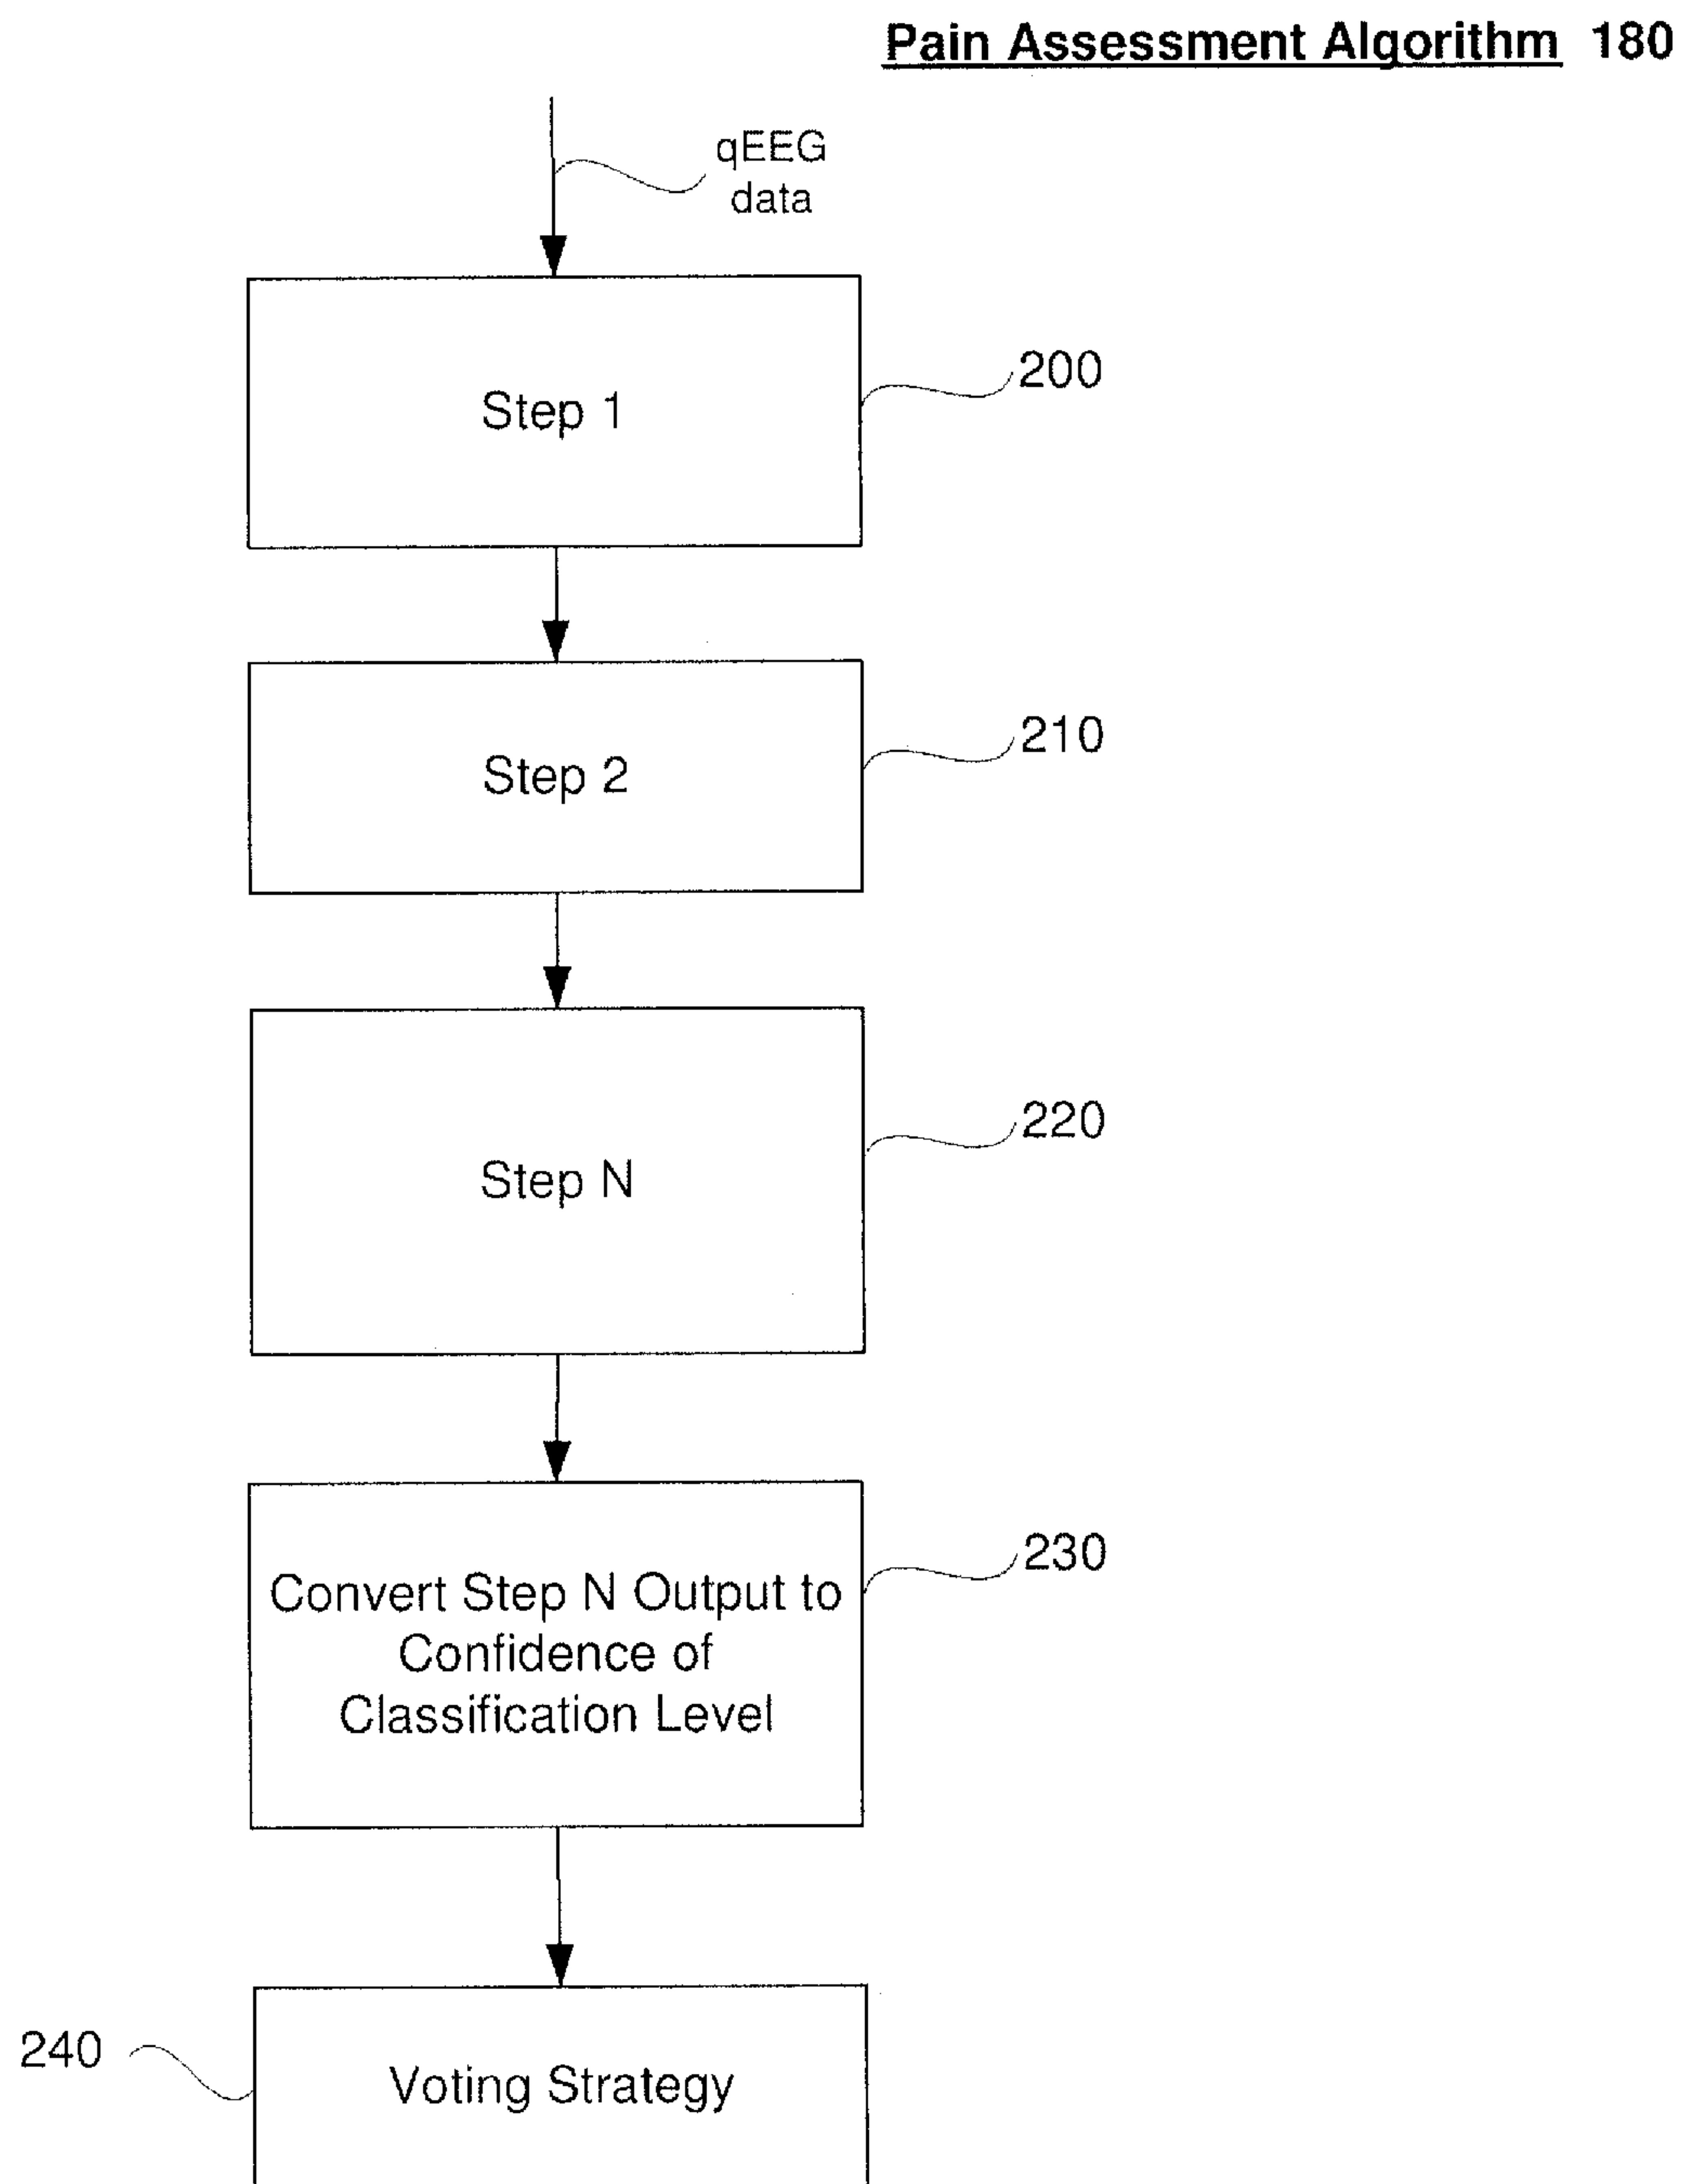 Pain Assessment Algorithm 180
qEEG
data
Step 1
200
Step 2
210
Step N
220
Convert Step N Output to
Confidence of
Classification Level
230
240
Voting Strategy